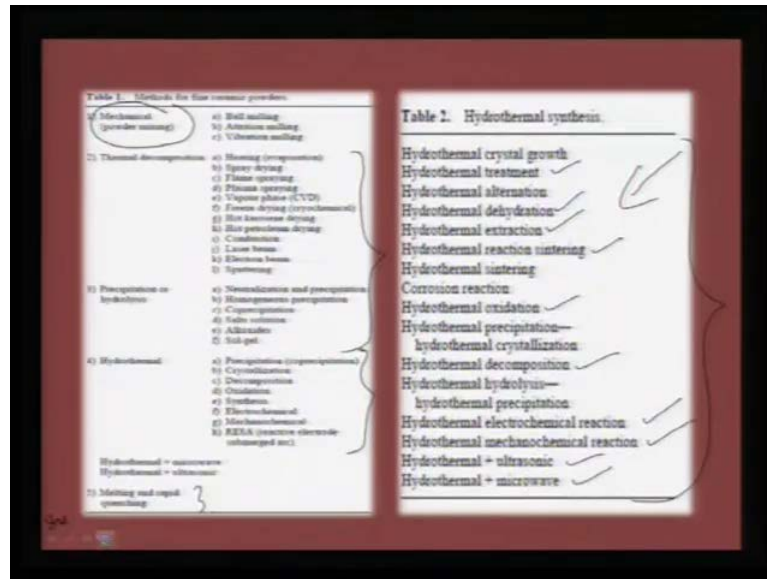 Table 1. Methods for fine ceramic powders.
1) Mechanical
(powder mixing)
a) Ball milling
b) Attrition milling
c) Vibration milling
2) Thermal decomposition
a) Heating (evaporation)
b) Spray drying
c) Flame spraying
d) Plasma spraying
e) Vapour phase (CVD)
f) Freeze drying (cryochemical)
g) Hot kerosene drying
h) Hot petroleum drying
i) Combustion
j) Laser beam
k) Electron beam
l) Sputtering
3) Precipitation or
hydrolysis
a) Neutralization and precipitation
b) Homogeneous precipitation
c) Coprecipitation
d) Salts solution
e) Alkoxides
f) Sol-gel
4) Hydrothermal
a) Precipitation (coprecipitation)
b) Crystallization
c) Decomposition
d) Oxidation
e) Synthesis
f) Electrochemical
g) Mechanochemical
h) RESA (reactive electrode
submerged arc)
Hydrothermal + microwave
Hydrothermal + ultrasonic
5) Melting and rapid
quenching
Table 2. Hydrothermal synthesis.
Hydrothermal crystal growth
Hydrothermal treatment
Hydrothermal alternation
Hydrothermal dehydration
Hydrothermal extraction
Hydrothermal reaction sintering
Hydrothermal sintering
Corrosion reaction
Hydrothermal oxidation
Hydrothermal precipitation—
hydrothermal crystallization
Hydrothermal decomposition
Hydrothermal hydrolysis—
hydrothermal precipitation
Hydrothermal electrochemical reaction
Hydrothermal mechanochemical reaction
Hydrothermal + ultrasonic
Hydrothermal + microwave